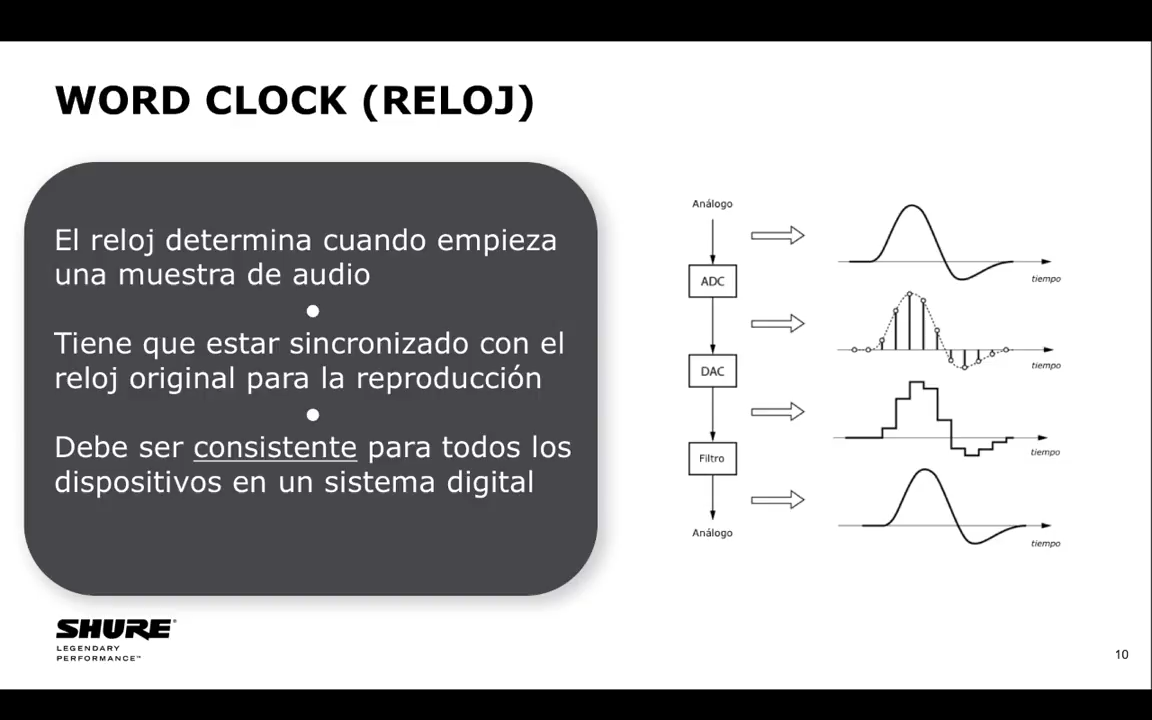 WORD CLOCK (RELOJ)
El reloj determina cuando empieza
una muestra de audio
•
Tiene que estar sincronizado con el
reloj original para la reproducción
•
Debe ser consistente para todos los
dispositivos en un sistema digital
Análogo
tiempo
ADC
tiempo
DAC
tiempo
Filtro
Análogo
tiempo
SHURE®
LEGENDARY
PERFORMANCE™
10